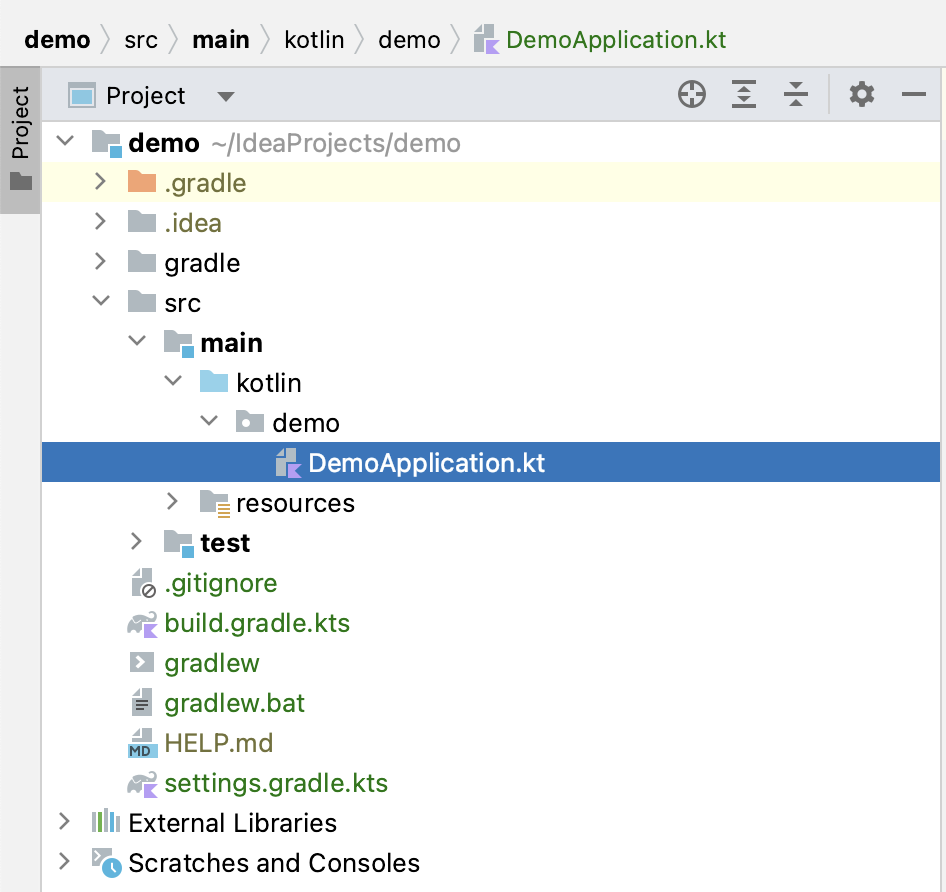 demo src main kotlin demo DemoApplication.kt
Project
Project
demo ~/IdeaProjects/demo
.gradle
.idea
gradle
src
main
kotlin
demo
DemoApplication.kt
resources
test
.gitignore
build.gradle.kts
gradlew
gradlew.bat
MD HELP.md
settings.gradle.kts
External Libraries
Scratches and Consoles